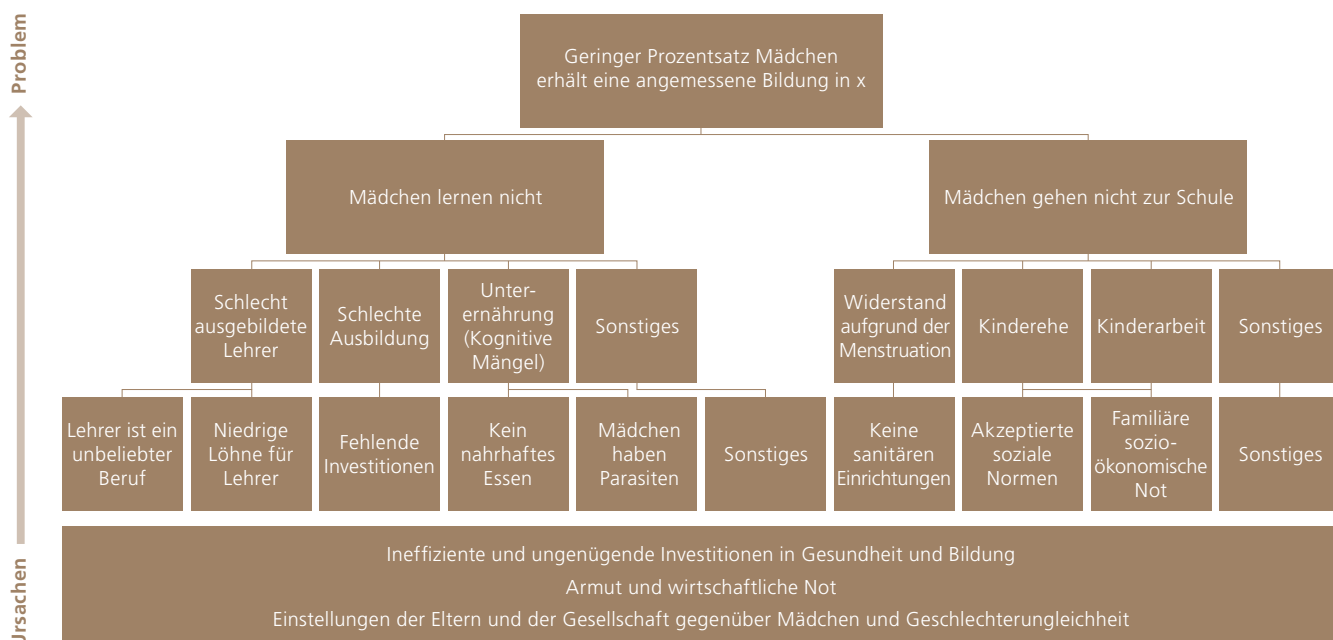 Problem
Geringer Prozentsatz Mädchen
erhält eine angemessene Bildung in x
Mädchen lernen nicht
Mädchen gehen nicht zur Schule
Schlecht
ausgebildete
Lehrer
Schlechte
Ausbildung
Unter-
ernährung
(Kognitive
Mängel)
Sonstiges
Widerstand
aufgrund der
Menstruation
Kinderehe
Kinderarbeit
Sonstiges
Lehrer ist ein
unbeliebter
Beruf
Niedrige
Löhne für
Lehrer
Fehlende
Investitionen
Kein
nahrhaftes
Essen
Mädchen
haben
Parasiten
Sonstiges
Keine
sanitären
Einrichtungen
Akzeptierte
soziale
Normen
Familiäre
sozio-
ökonomische
Not
Sonstiges
Ursachen
Ineffiziente und ungenügende Investitionen in Gesundheit und Bildung
Armut und wirtschaftliche Not
Einstellungen der Eltern und der Gesellschaft gegenüber Mädchen und Geschlechterungleichheit